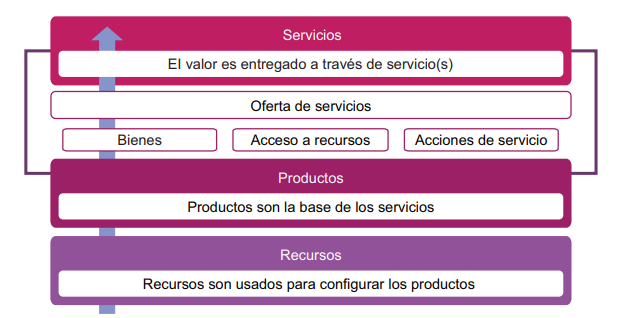 Servicios
El valor es entregado a través de servicio(s)
Oferta de servicios
Bienes
Acceso a recursos
Acciones de servicio
Productos
Productos son la base de los servicios
Recursos
Recursos son usados para configurar los productos